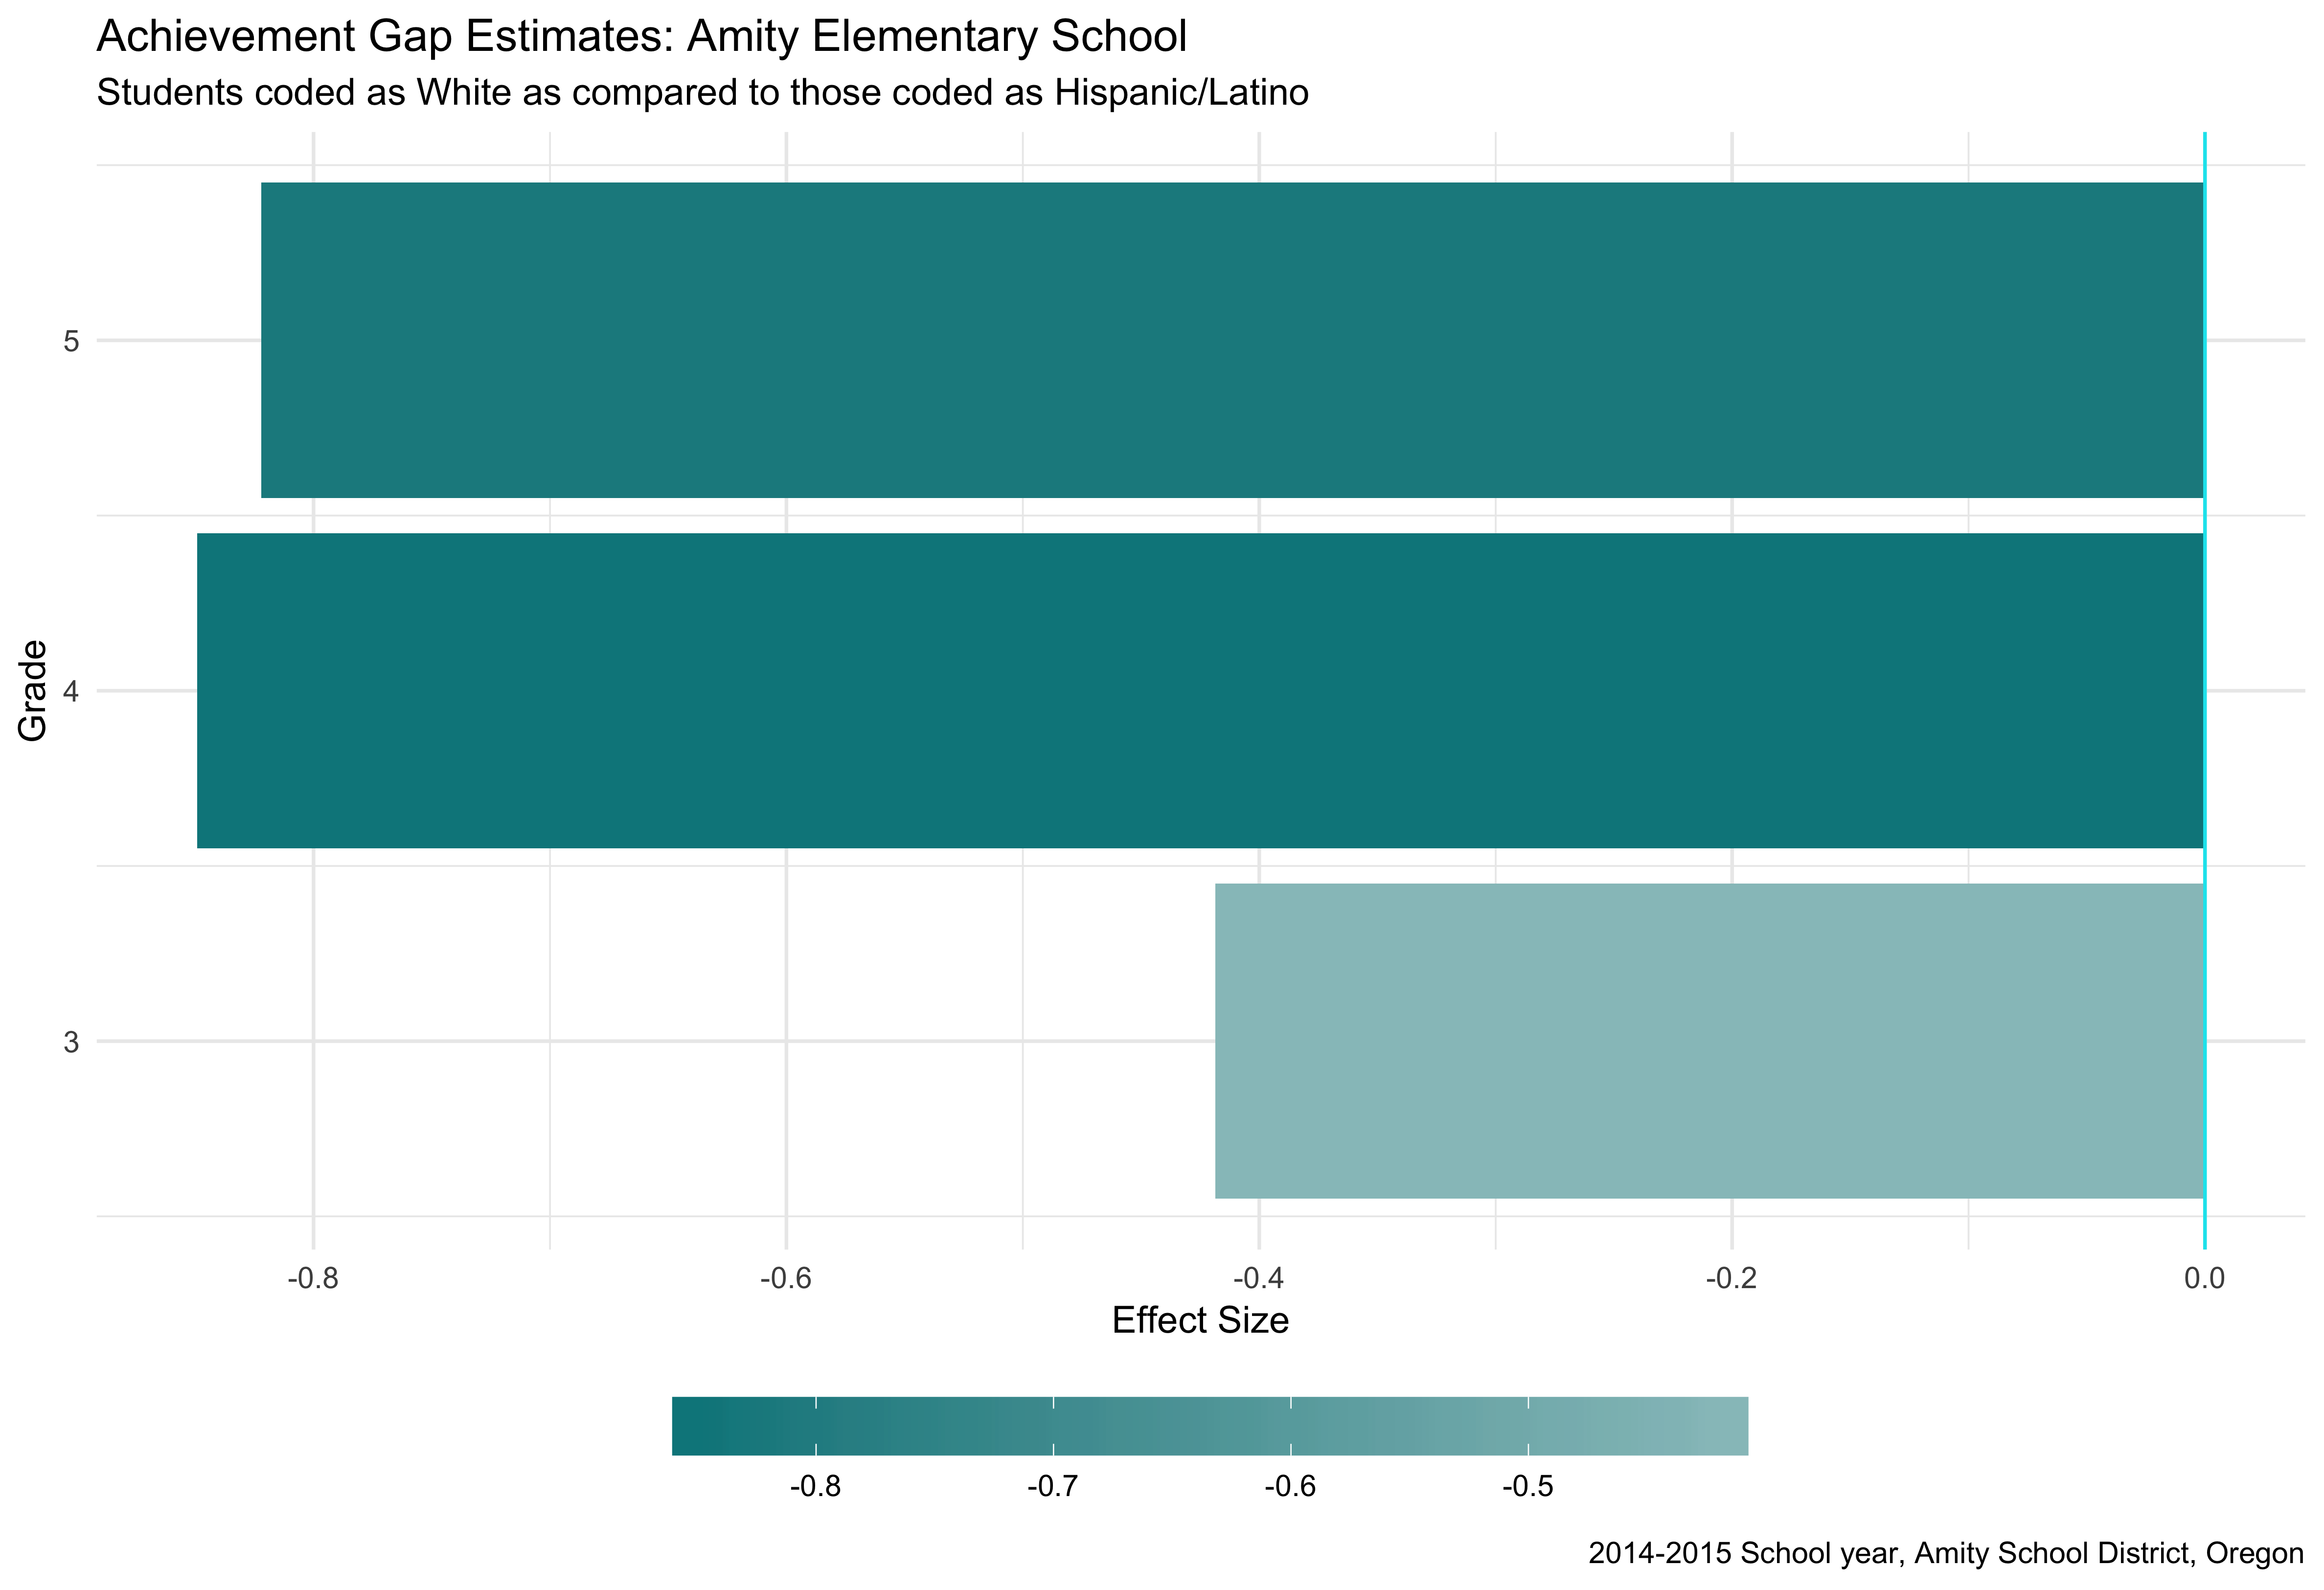 Achievement Gap Estimates: Amity Elementary School
Students coded as White as compared to those coded as Hispanic/Latino
5
4
3
Grade
-0.8 -0.6 -0.4 -0.2 0.0
Effect Size
-0.8 -0.7 -0.6 -0.5
2014-2015 School year, Amity School District, Oregon